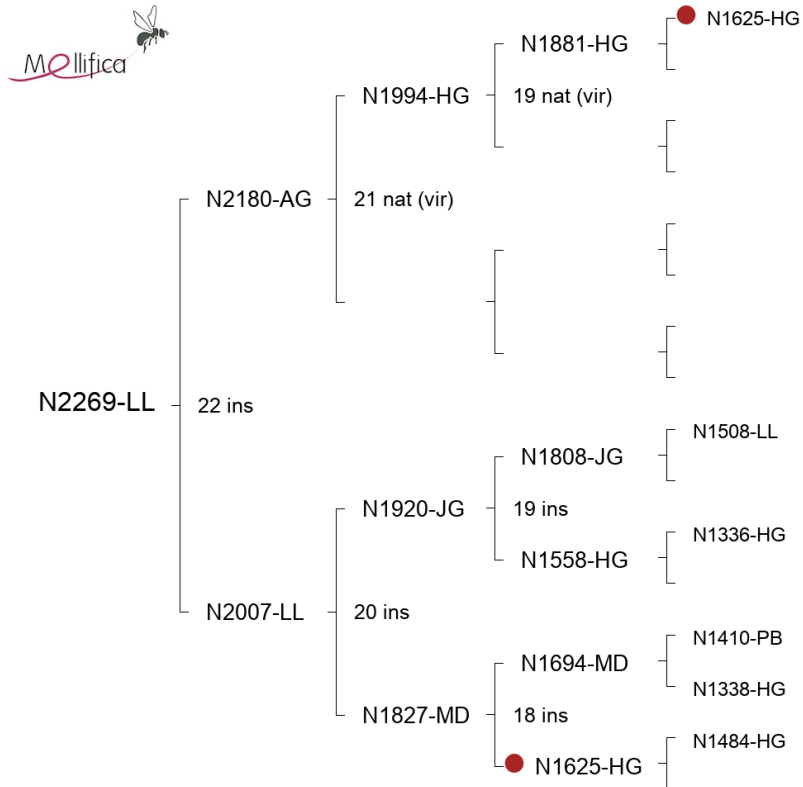 Mellifica
N1625-HG
N1881-HG
N1994-HG
19 nat (vir)
N2180-AG
21 nat (vir)
N2269-LL
22 ins
N1508-LL
N1808-JG
N1920-JG
19 ins
N1336-HG
N1558-HG
N2007-LL
20 ins
N1410-PB
N1694-MD
N1338-HG
N1827-MD
18 ins
N1484-HG
N1625-HG